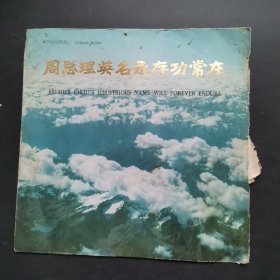 周总理英名永存功常在
PREMIER CHOU'S ILLUSTRIOUS NAME WILL FOREVER ENDURE